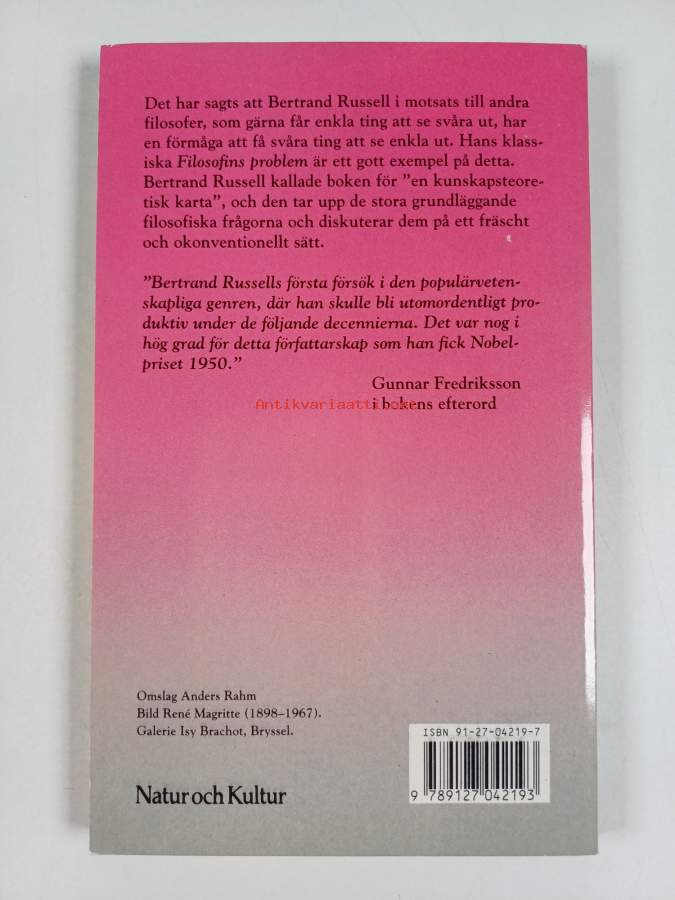 Det har sagts att Bertrand Russell i motsats till andra
filosofer, som gärna får enkla ting att se svåra ut, har
en förmåga att få svåra ting att se enkla ut. Hans klass-
iska Filosofins problem är ett gott exempel på detta.
Bertrand Russell kallade boken för ”en kunskapsteore-
tisk karta”, och den tar upp de stora grundläggande
filosofiska frågorna och diskuterar dem på ett fräscht
och okonventionellt sätt.
”Bertrand Russells första försök i den populärveten-
skapliga genren, där han skulle bli utomordentligt pro-
duktiv under de följande decennierna. Det var nog i
hög grad för detta författarskap som han fick Nobel-
priset 1950.”
Gunnar Fredriksson
i bokens efterord
Omslag Anders Rahm
Bild René Magritte (1898–1967).
Galerie Isy Brachot, Bryssel.
Natur och Kultur
ISBN 91-27-04219-7
9 789127 042193